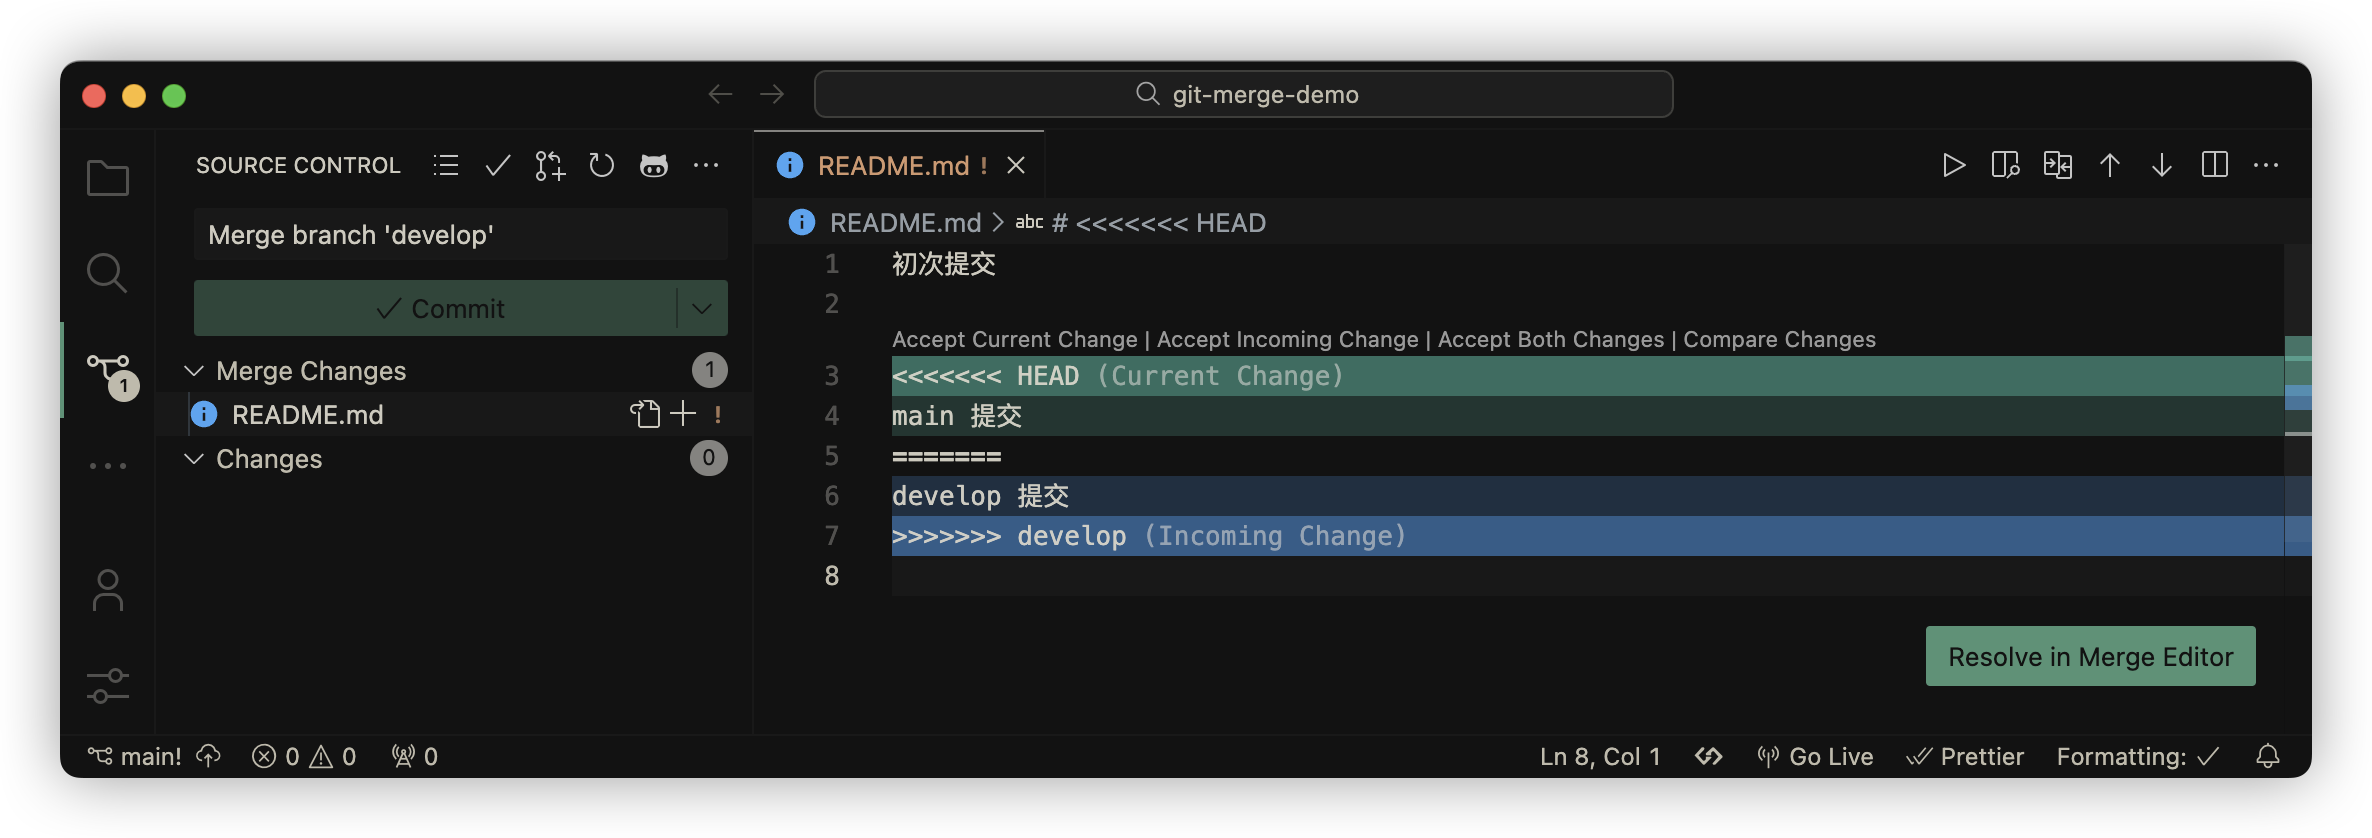 git-merge-demo
SOURCE CONTROL
Merge branch 'develop'
Commit
Merge Changes 1
README.md !
Changes 0
1
README.md !
README.md > abc # <<<<<<< HEAD
1 初次提交
2
Accept Current Change | Accept Incoming Change | Accept Both Changes | Compare Changes
3 <<<<<<< HEAD (Current Change)
4 main 提交
5 =======
6 develop 提交
7 >>>>>>> develop (Incoming Change)
8
Resolve in Merge Editor
main! 0 0 0 Ln 8, Col 1 Go Live Prettier Formatting: